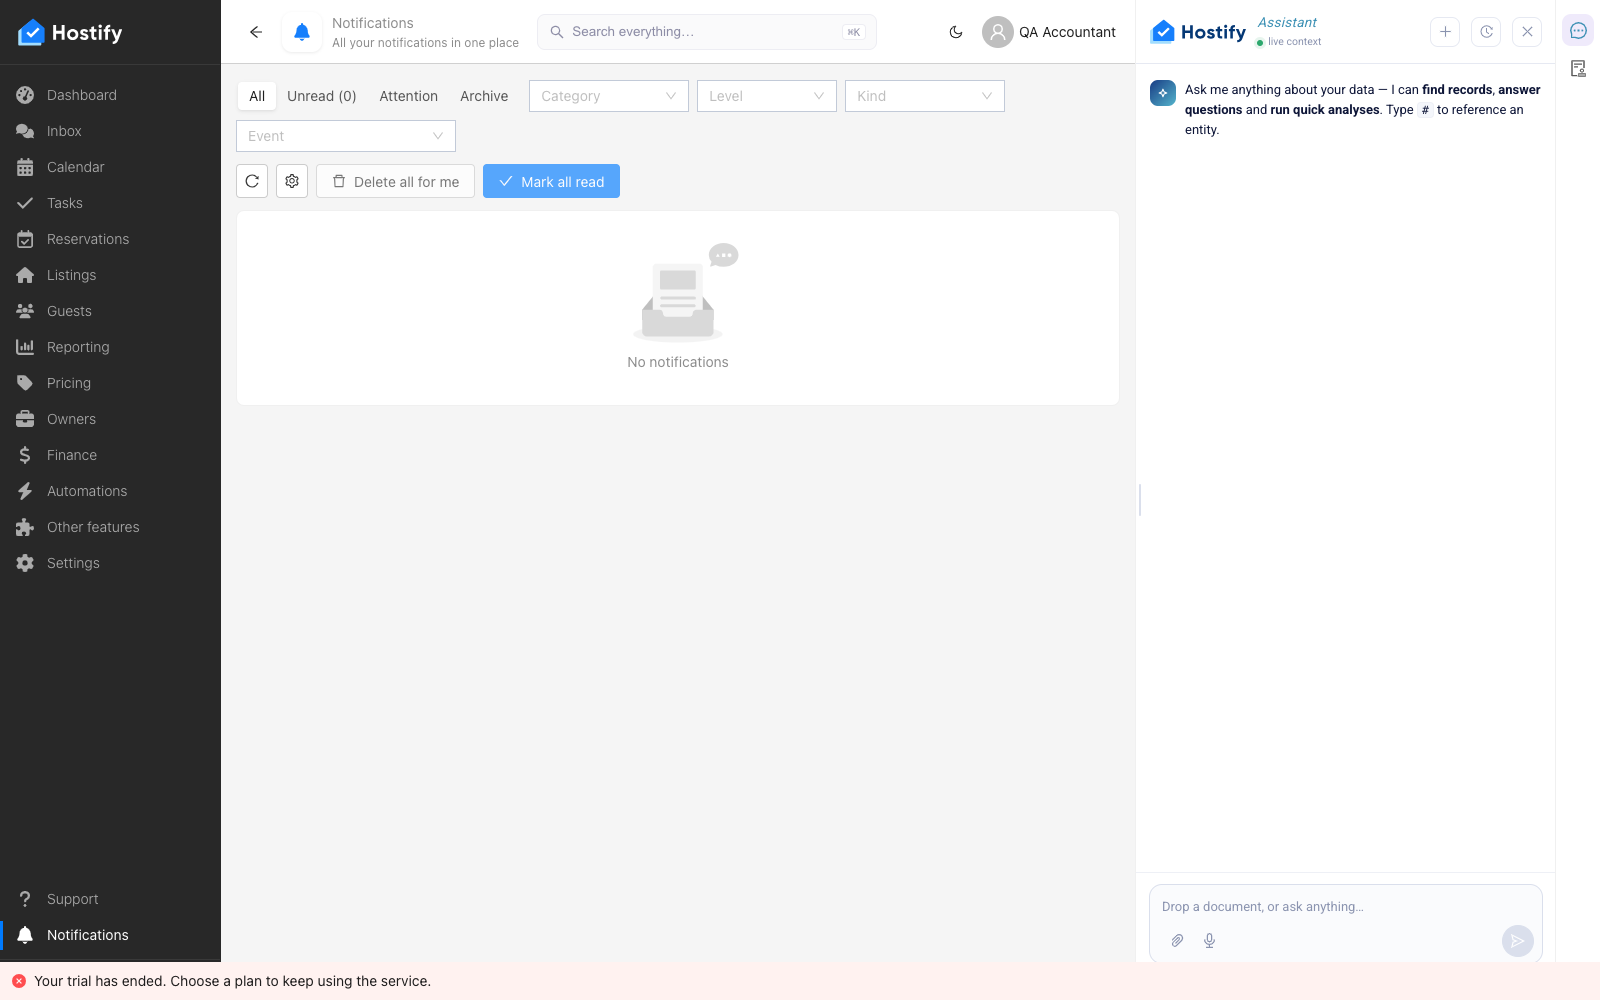 Hostify
Dashboard
Inbox
Calendar
Tasks
Reservations
Listings
Guests
Reporting
Pricing
Owners
Finance
Automations
Other features
Settings
Support
Notifications
Notifications
All your notifications in one place
Search everything...
⌘K
QA Accountant
All
Unread (0)
Attention
Archive
Category
Level
Kind
Event
Delete all for me
Mark all read
No notifications
Hostify
Assistant
live context
Ask me anything about your data — I can find records, answer
questions and run quick analyses. Type # to reference an
entity.
Drop a document, or ask anything...
Your trial has ended. Choose a plan to keep using the service.